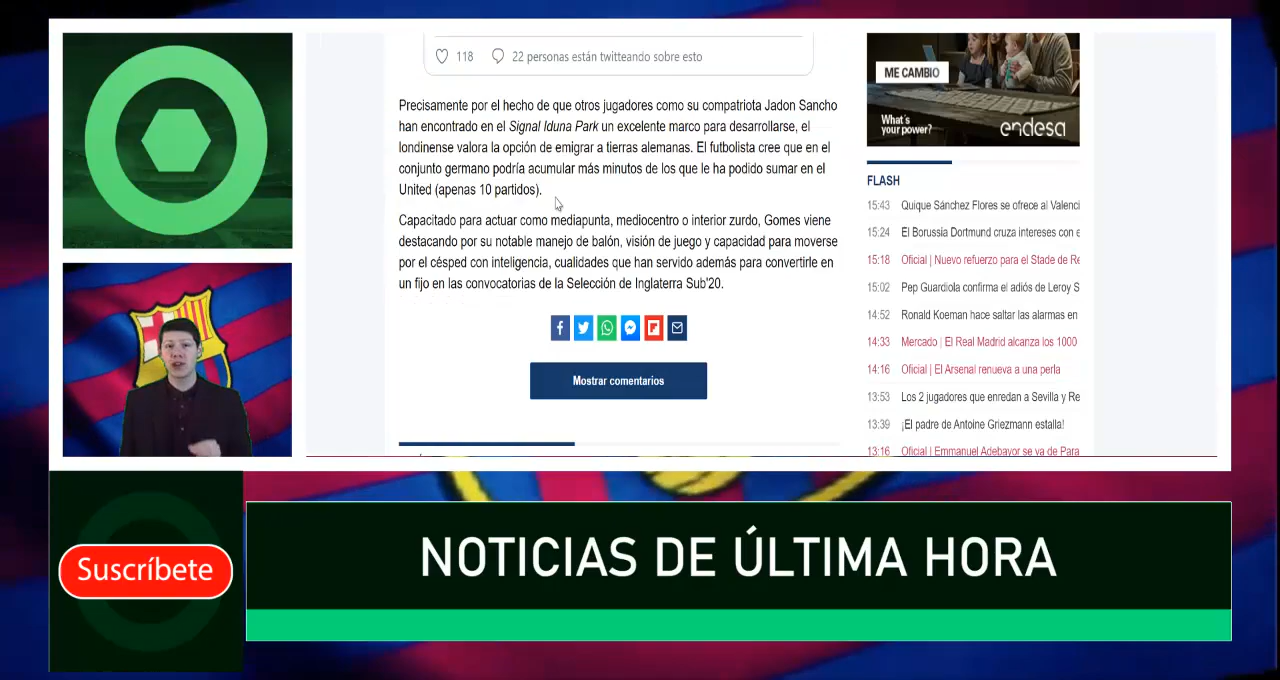 118 22 personas están twitteando sobre esto
Precisamente por el hecho de que otros jugadores como su compatriota Jadon Sancho
han encontrado en el Signal Iduna Park un excelente marco para desarrollarse, el
londinense valora la opción de emigrar a tierras alemanas. El futbolista cree que en el
conjunto germano podría acumular más minutos de los que le ha podido sumar en el
United (apenas 10 partidos).
Capacitado para actuar como mediapunta, mediocentro o interior zurdo, Gomes viene
destacando por su notable manejo de balón, visión de juego y capacidad para moverse
por el césped con inteligencia, cualidades que han servido además para convertirle en
un fijo en las convocatorias de la Selección de Inglaterra Sub'20.
Mostrar comentarios
ME CAMBIO
What's
your power?
endesa
FLASH
15:43 Quique Sánchez Flores se ofrece al Valenci
15:24 El Borussia Dortmund cruza intereses con e
15:18 Oficial | Nuevo refuerzo para el Stade de Re
15:02 Pep Guardiola confirma el adiós de Leroy S
14:52 Ronald Koeman hace saltar las alarmas en
14:33 Mercado | El Real Madrid alcanza los 1000
14:16 Oficial | El Arsenal renueva a una perla
13:53 Los 2 jugadores que enredan a Sevilla y Re
13:39 ¡El padre de Antoine Griezmann estalla!
13:16 Oficial | Emmanuel Adebayor se va de Para
Suscríbete
NOTICIAS DE ÚLTIMA HORA